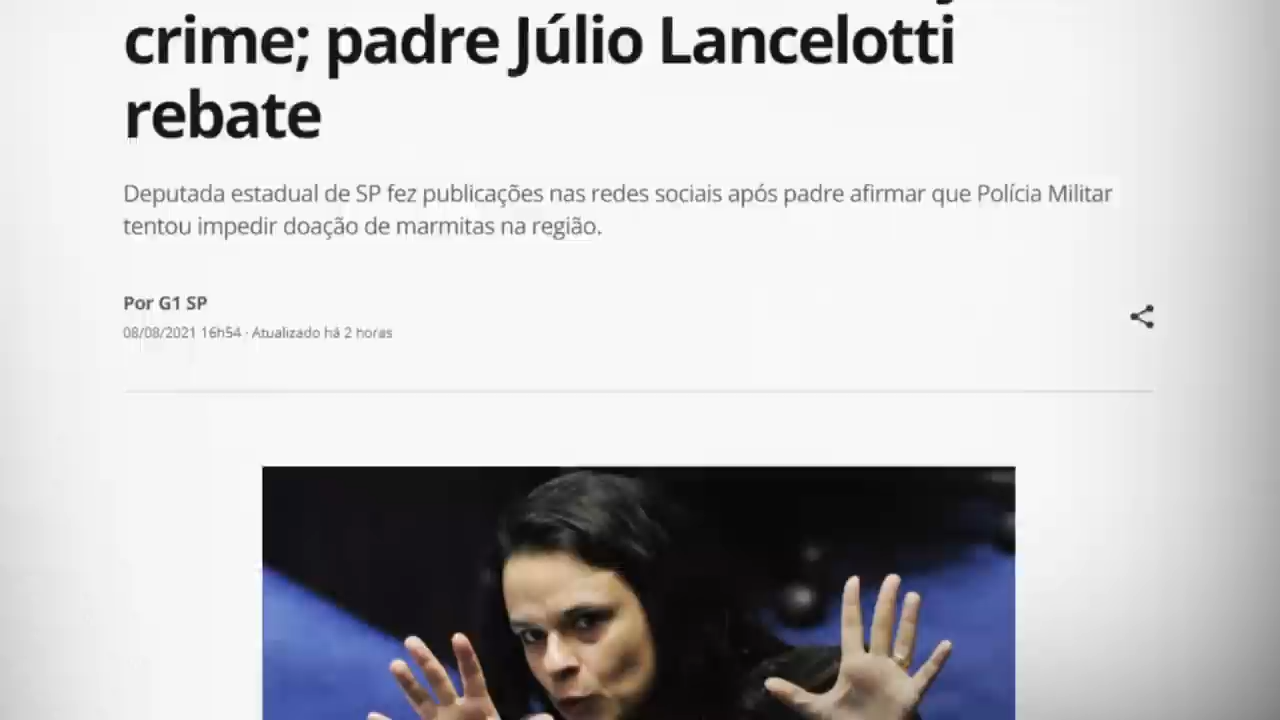 crime; padre Júlio Lancelotti
rebate
Deputada estadual de SP fez publicações nas redes sociais após padre afirmar que Polícia Militar
tentou impedir doação de marmitas na região.
Por G1 SP
08/08/2021 16h54 · Atualizado há 2 horas